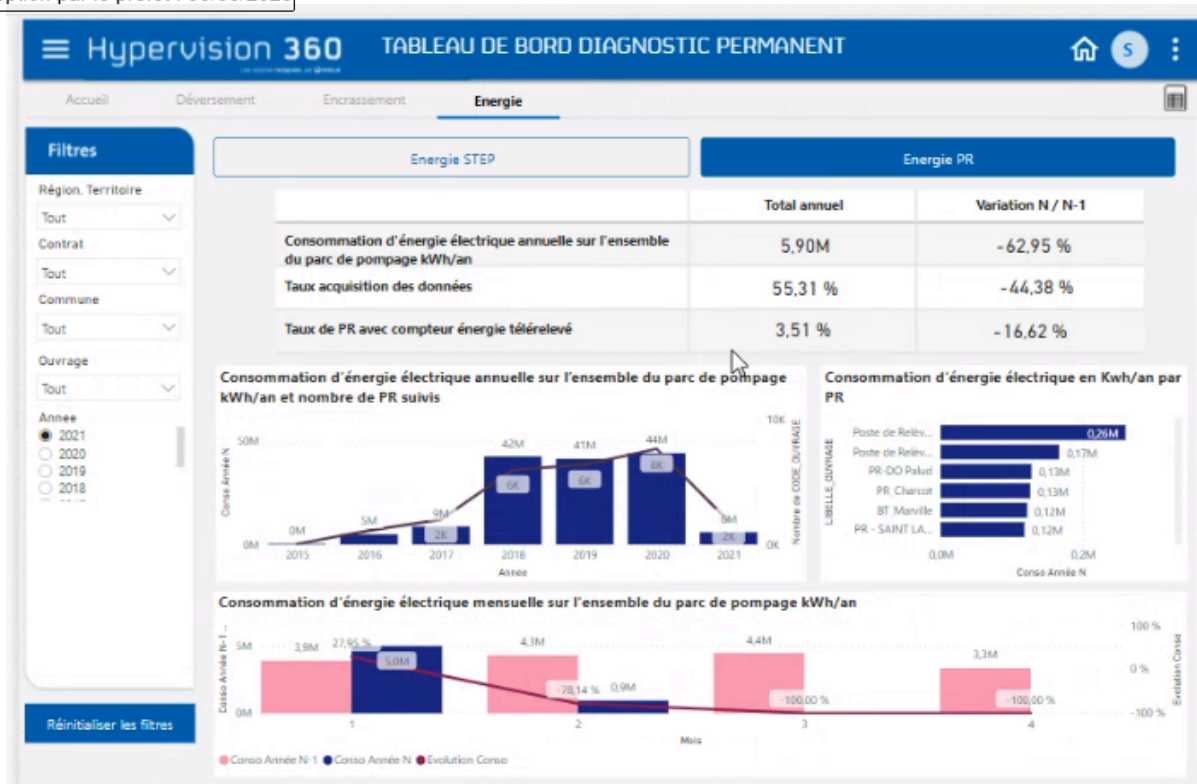 Hypervision 360
TABLEAU DE BORD DIAGNOSTIC PERMANENT
S
Accueil
Déversement
Encrassement
Energie
Filtres
Région. Territoire
Tout
Contrat
Tout
Commune
Tout
Ouvrage
Tout
Annee
2021
2020
2019
2018
Réinitialiser les filtres
Energie STEP
Energie PR
Total annuel
Variation N / N-1
Consommation d'énergie électrique annuelle sur l'ensemble
du parc de pompage kWh/an
5,90M
-62,95 %
Taux acquisition des données
55,31 %
-44,38 %
Taux de PR avec compteur énergie télérelevé
3,51 %
-16,62 %
Consommation d'énergie électrique annuelle sur l'ensemble du parc de pompage
kWh/an et nombre de PR suivis
Conso Année N
50M
0M
0M
5M
9M
42M
41M
44M
6M
2K
6K
6K
8K
2K
10K
0K
Nombre de CODE_OUVRAGE
2015
2016
2017
2018
2019
2020
2021
Annee
Consommation d'énergie électrique en Kwh/an par
PR
LIBELLE_OUVRAGE
Poste de Relèv...
0,26M
Poste de Relèv...
0,17M
PR-DO Palud
0,13M
PR_Charcot
0,13M
BT_Marville
0,12M
PR - SAINT LA...
0,12M
0,0M
0,2M
Conso Année N
Consommation d'énergie électrique mensuelle sur l'ensemble du parc de pompage kWh/an
Conso Année N-1 ...
5M
0M
3,9M
27,95 %
5,0M
4,3M
-78,14 %
0,9M
4,4M
-100,00 %
3,3M
-100,00 %
100 %
0 %
-100 %
Evolution Conso
1
2
3
4
Mois
Conso Année N-1
Conso Année N
Evolution Conso